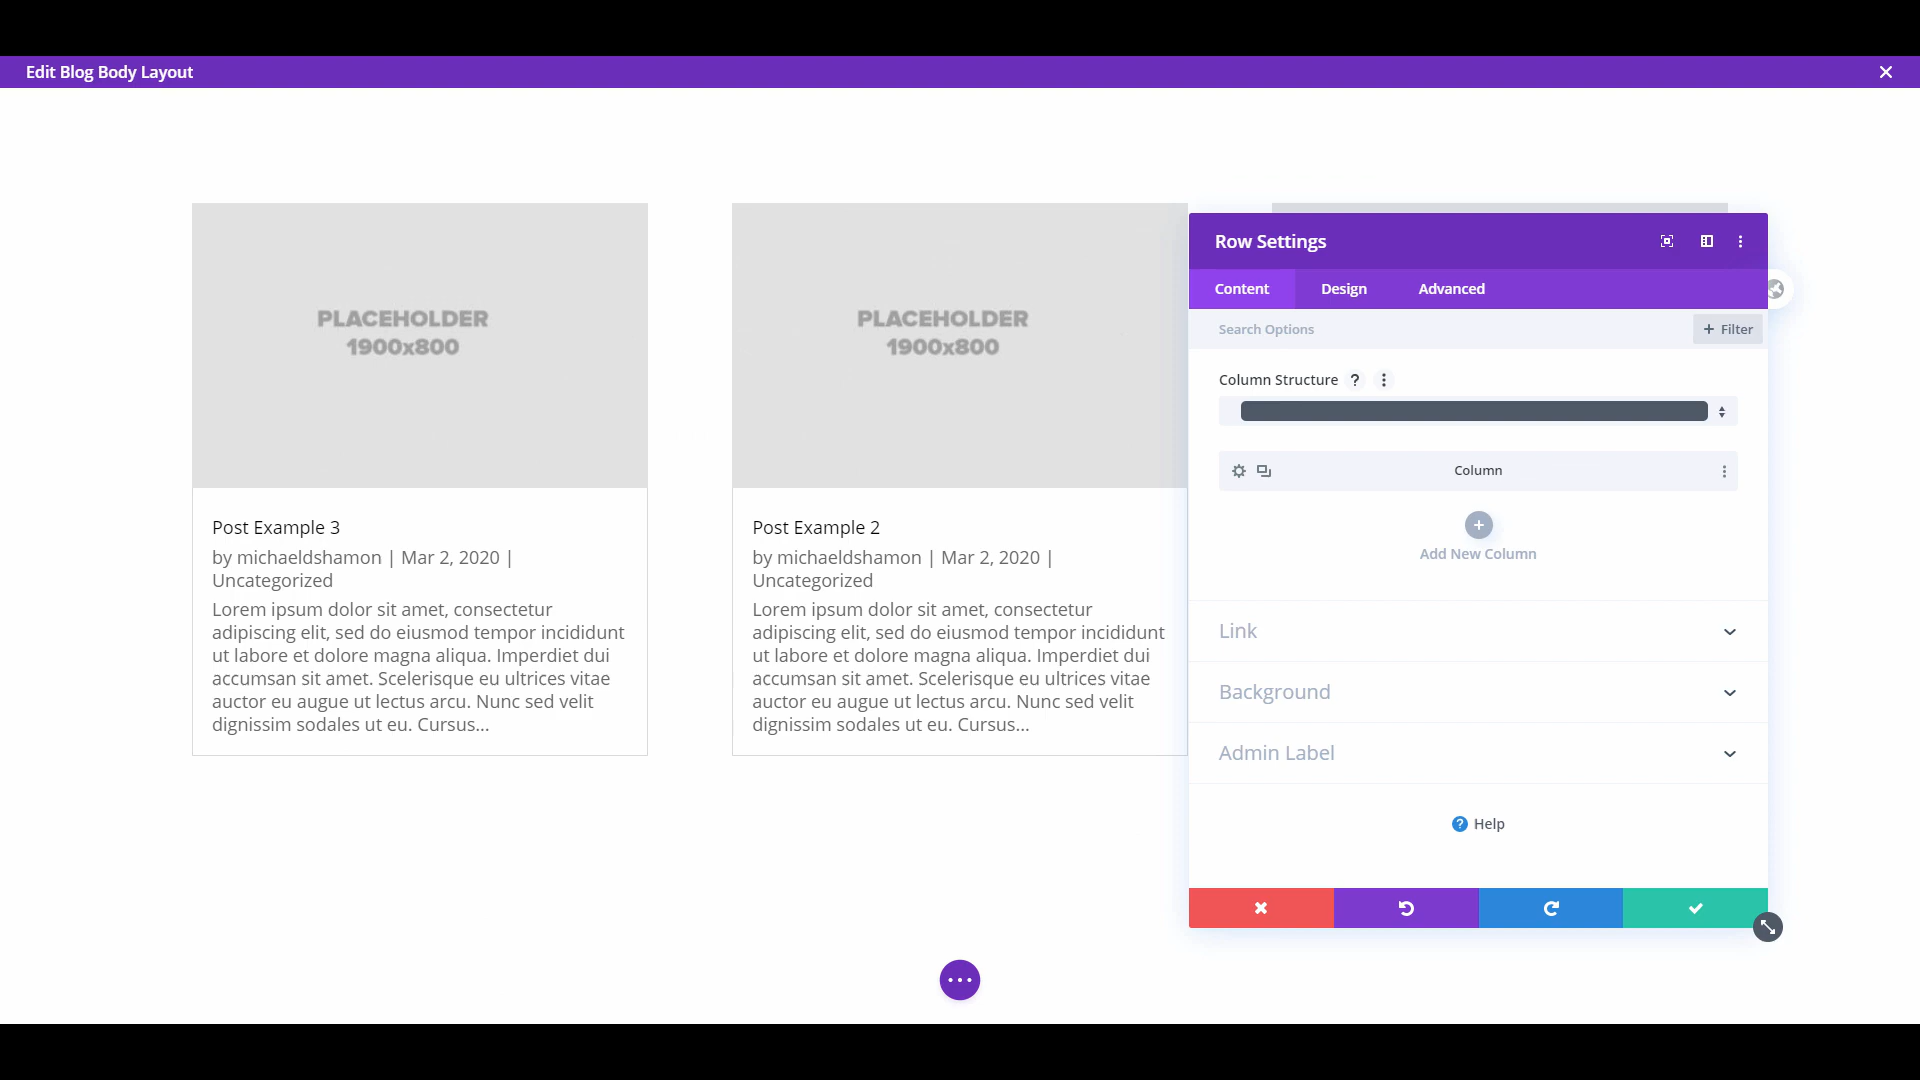 Edit Blog Body Layout
PLACEHOLDER
1900x800
Post Example 3
by michaeldshamon | Mar 2, 2020 |
Uncategorized
Lorem ipsum dolor sit amet, consectetur
adipiscing elit, sed do eiusmod tempor incididunt
ut labore et dolore magna aliqua. Imperdiet dui
accumsan sit amet. Scelerisque eu ultrices vitae
auctor eu augue ut lectus arcu. Nunc sed velit
dignissim sodales ut eu. Cursus...
PLACEHOLDER
1900x800
Post Example 2
by michaeldshamon | Mar 2, 2020 |
Uncategorized
Lorem ipsum dolor sit amet, consectetur
adipiscing elit, sed do eiusmod tempor incididunt
ut labore et dolore magna aliqua. Imperdiet dui
accumsan sit amet. Scelerisque eu ultrices vitae
auctor eu augue ut lectus arcu. Nunc sed velit
dignissim sodales ut eu. Cursus...
Row Settings
Content Design Advanced
Search Options + Filter
Column Structure ?
Column
Add New Column
Link
Background
Admin Label
? Help